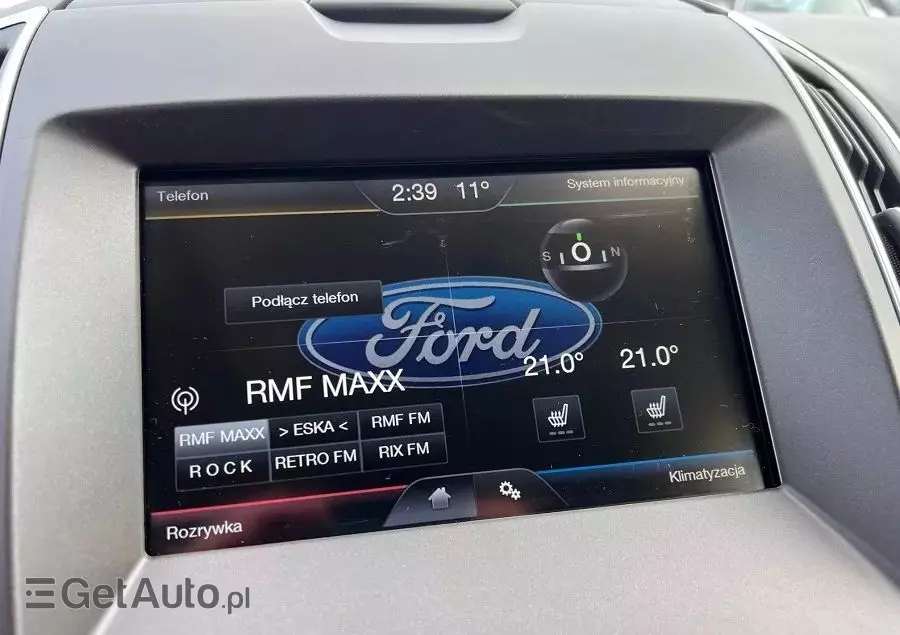 Telefon
2:39 11°
System informacyjny
S O N
Podłącz telefon
Ford
21.0° 21.0°
RMF MAXX
RMF MAXX > ESKA < RMF FM
ROCK RETRO FM RIX FM
Klimatyzacja
Rozrywka
GetAuto.pl